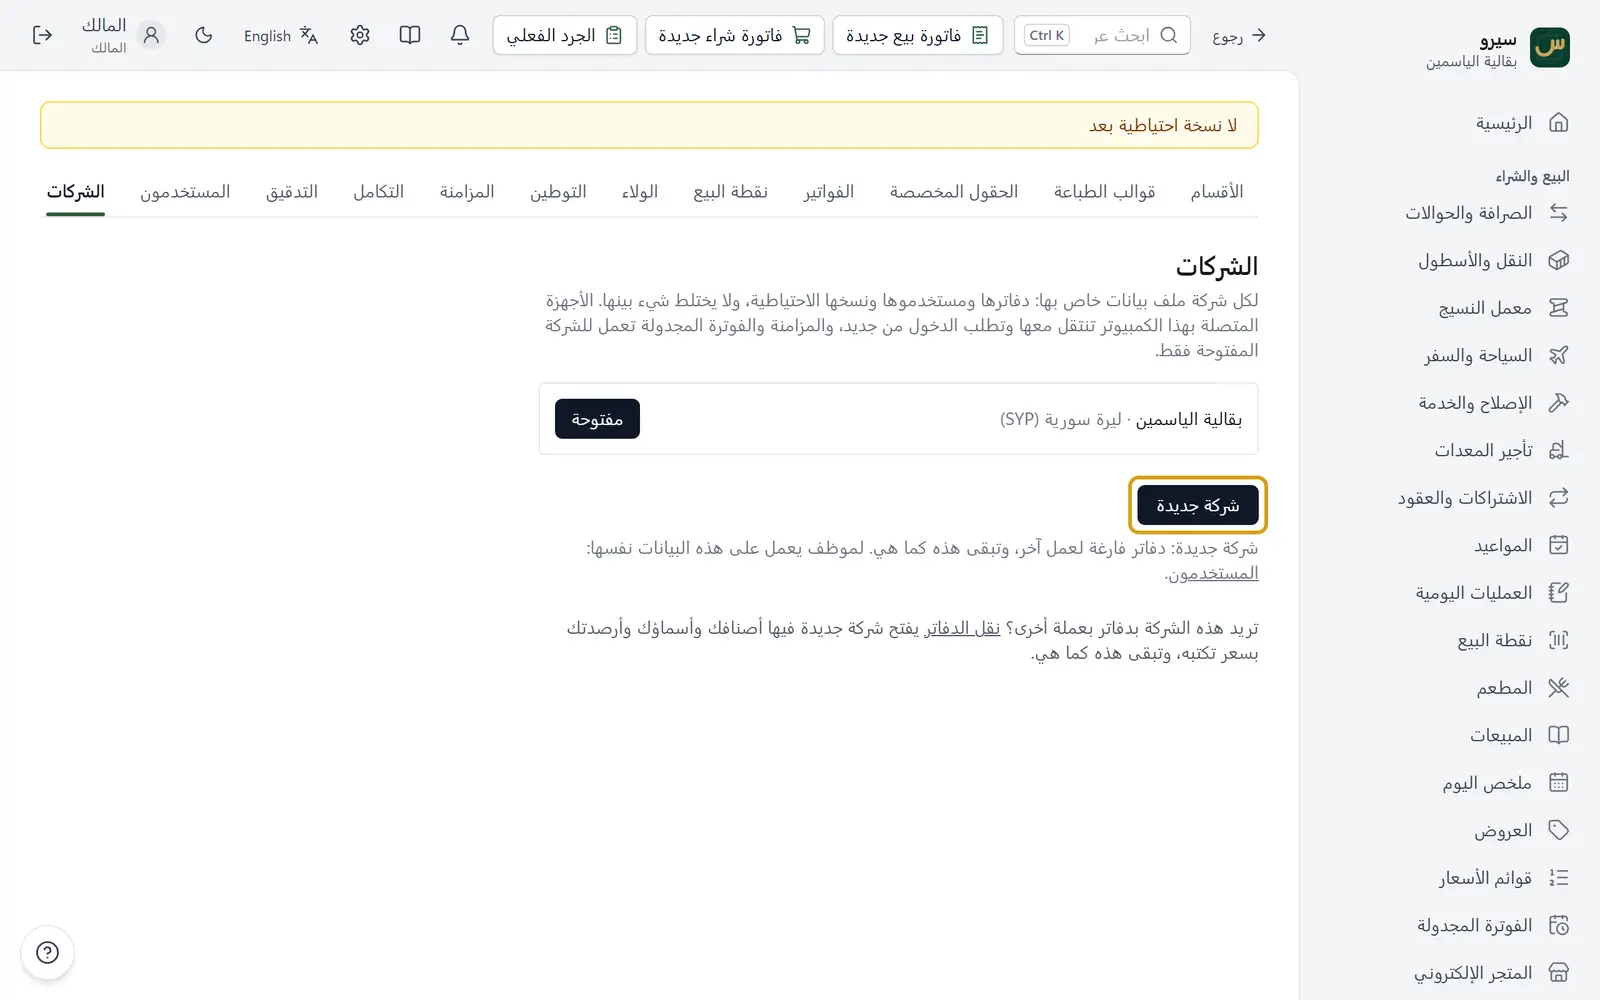 س
سيرو
بقالية الياسمين
رجوع
ابحث عر
Ctrl K
فاتورة بيع جديدة
فاتورة شراء جديدة
الجرد الفعلي
English
المالك
المالك
الرئيسية
البيع والشراء
الصرافة والحوالات
النقل والأسطول
معمل النسيج
السياحة والسفر
الإصلاح والخدمة
تأجير المعدات
الاشتراكات والعقود
المواعيد
العمليات اليومية
نقطة البيع
المطعم
المبيعات
ملخص اليوم
العروض
قوائم الأسعار
الفوترة المجدولة
المتجر الإلكتروني
لا نسخة احتياطية بعد
الأقسام
قوالب الطباعة
الحقول المخصصة
الفواتير
نقطة البيع
الولاء
التوطين
المزامنة
التكامل
التدقيق
المستخدمون
الشركات
الشركات
لكل شركة ملف بيانات خاص بها: دفاترها ومستخدموها ونسخها الاحتياطية، ولا يختلط شيء بينها. الأجهزة
المتصلة بهذا الكمبيوتر تنتقل معها وتطلب الدخول من جديد، والمزامنة والفوترة المجدولة تعمل للشركة
المفتوحة فقط.
بقالية الياسمين · ليرة سورية (SYP)
مفتوحة
شركة جديدة
شركة جديدة: دفاتر فارغة لعمل آخر، وتبقى هذه كما هي. لموظف يعمل على هذه البيانات نفسها:
المستخدمون.
تريد هذه الشركة بدفاتر بعملة أخرى؟ نقل الدفاتر يفتح شركة جديدة فيها أصنافك وأسماؤك وأرصدتك
بسعر تكتبه، وتبقى هذه كما هي.